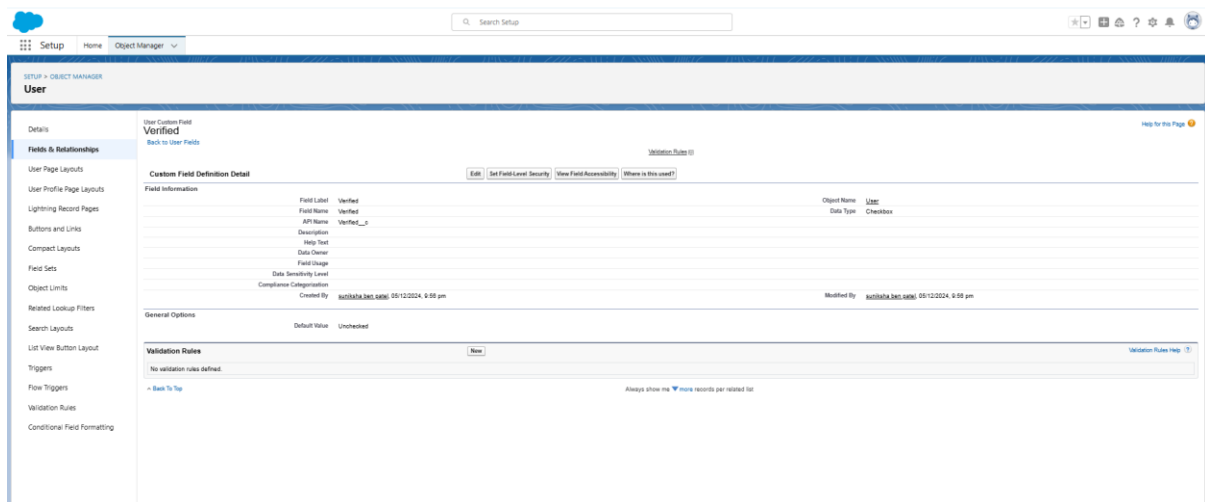 Search Setup
Setup Home Object Manager
SETUP > OBJECT MANAGER
User
Details
Fields & Relationships
User Page Layouts
User Profile Page Layouts
Lightning Record Pages
Buttons and Links
Compact Layouts
Field Sets
Object Limits
Related Lookup Filters
Search Layouts
List View Button Layout
Triggers
Flow Triggers
Validation Rules
Conditional Field Formatting
User Custom Field
Verified
Help for this Page
Back to User Fields
Validation Rules [0]
Custom Field Definition Detail Edit Set Field-Level Security View Field Accessibility Where is this used?
Field Information
Field Label Verified Object Name User
Field Name Verified Data Type Checkbox
API Name Verified__c
Description
Help Text
Data Owner
Field Usage
Data Sensitivity Level
Compliance Categorization
Created By suniksha ben patel, 05/12/2024, 9:56 pm Modified By suniksha ben patel, 05/12/2024, 9:56 pm
General Options
Default Value Unchecked
Validation Rules New Validation Rules Help ?
No validation rules defined.
^ Back To Top Always show me more records per related list